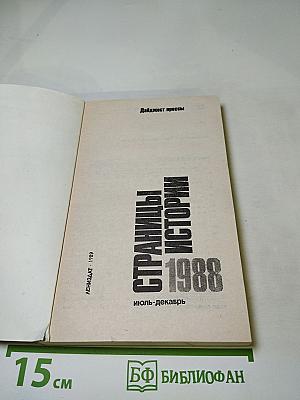 Дайджест прессы
СТРАНИЦЫ
ИСТОРИИ
1988
июль-декабрь
ЛЕНИЗДАТ · 1989
15 см
БФ БИБЛИОФАН